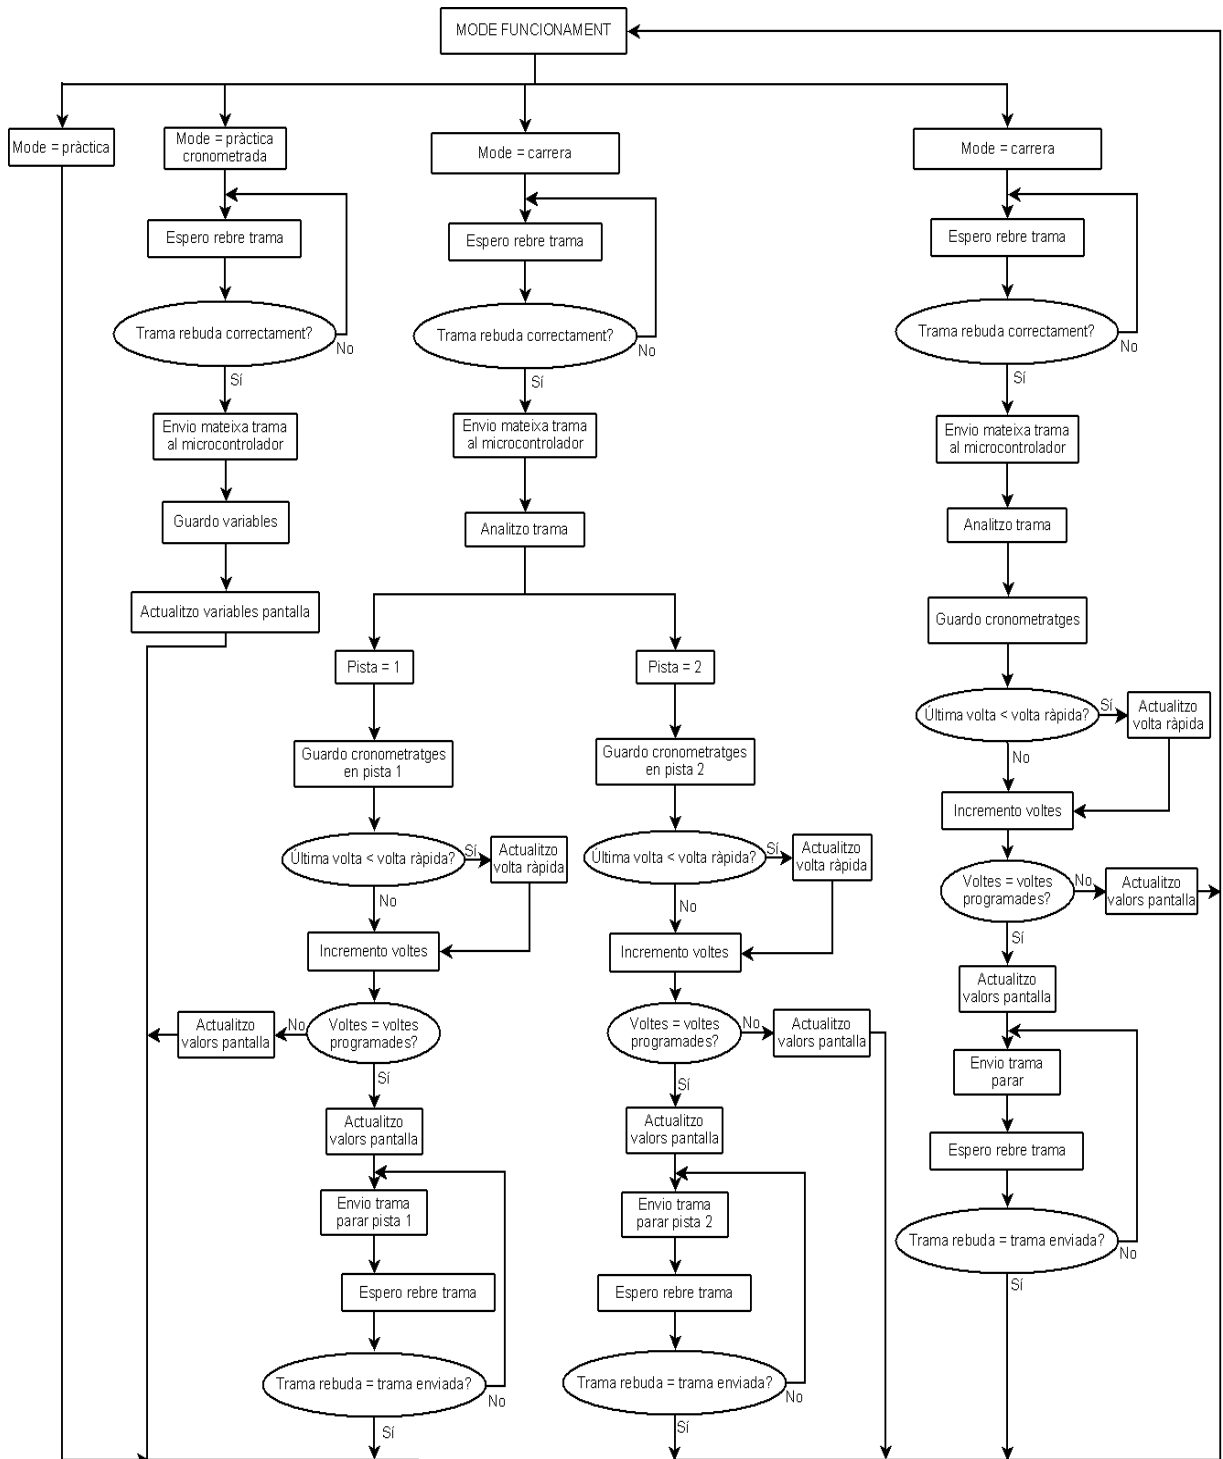 MODE FUNCIONAMENT
Mode = pràctica
Mode = pràctica
cronometrada
Espero rebre trama
Trama rebuda correctament?
No
Sí
Envio mateixa trama
al microcontrolador
Guardo variables
Actualitzo variables pantalla
Mode = carrera
Espero rebre trama
Trama rebuda correctament?
No
Sí
Envio mateixa trama
al microcontrolador
Analitzo trama
Pista = 1
Guardo cronometratges
en pista 1
Última volta < volta ràpida?
Sí
Actualitzo
volta ràpida
No
Incremento voltes
Voltes = voltes
programades?
No
Actualitzo
valors pantalla
Sí
Actualitzo
valors pantalla
Envio trama
parar pista 1
Espero rebre trama
Trama rebuda = trama enviada?
No
Sí
Pista = 2
Guardo cronometratges
en pista 2
Última volta < volta ràpida?
Sí
Actualitzo
volta ràpida
No
Incremento voltes
Voltes = voltes
programades?
No
Actualitzo
valors pantalla
Sí
Actualitzo
valors pantalla
Envio trama
parar pista 2
Espero rebre trama
Trama rebuda = trama enviada?
No
Sí
Mode = carrera
Espero rebre trama
Trama rebuda correctament?
No
Sí
Envio mateixa trama
al microcontrolador
Analitzo trama
Guardo cronometratges
Última volta < volta ràpida?
Sí
Actualitzo
volta ràpida
No
Incremento voltes
Voltes = voltes
programades?
No
Actualitzo
valors pantalla
Sí
Actualitzo
valors pantalla
Envio trama
parar
Espero rebre trama
Trama rebuda = trama enviada?
No
Sí